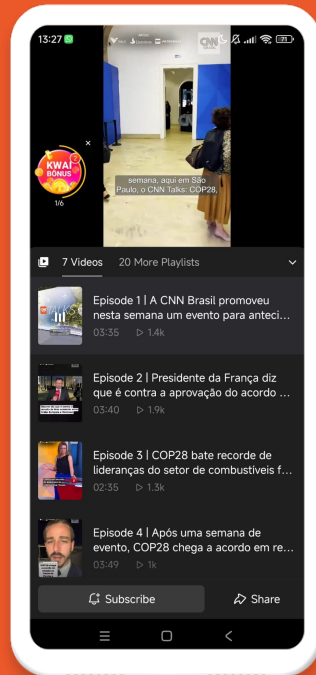 13:27
CNN
KWAI
BÔNUS
1/6
semana, aqui em São
Paulo, o CNN Talks: COP28,
7 Videos
20 More Playlists
Episode 1 | A CNN Brasil promoveu
nesta semana um evento para anteci...
03:35
1.4k
Episode 2 | Presidente da França diz
que é contra a aprovação do acordo ...
03:40
1.9k
Episode 3 | COP28 bate recorde de
lideranças do setor de combustíveis f...
02:35
1.3k
Episode 4 | Após uma semana de
evento, COP28 chega a acordo em re...
03:49
1k
Subscribe
Share